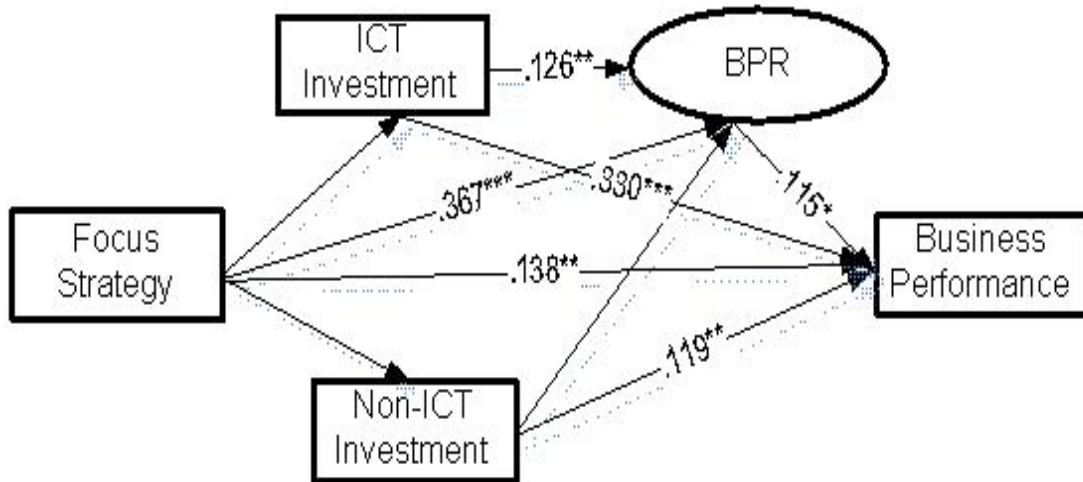 ICT
Investment
.126**
BPR
.367***
.330***
.115*
Focus
Strategy
.138**
Business
Performance
.119**
Non-ICT
Investment